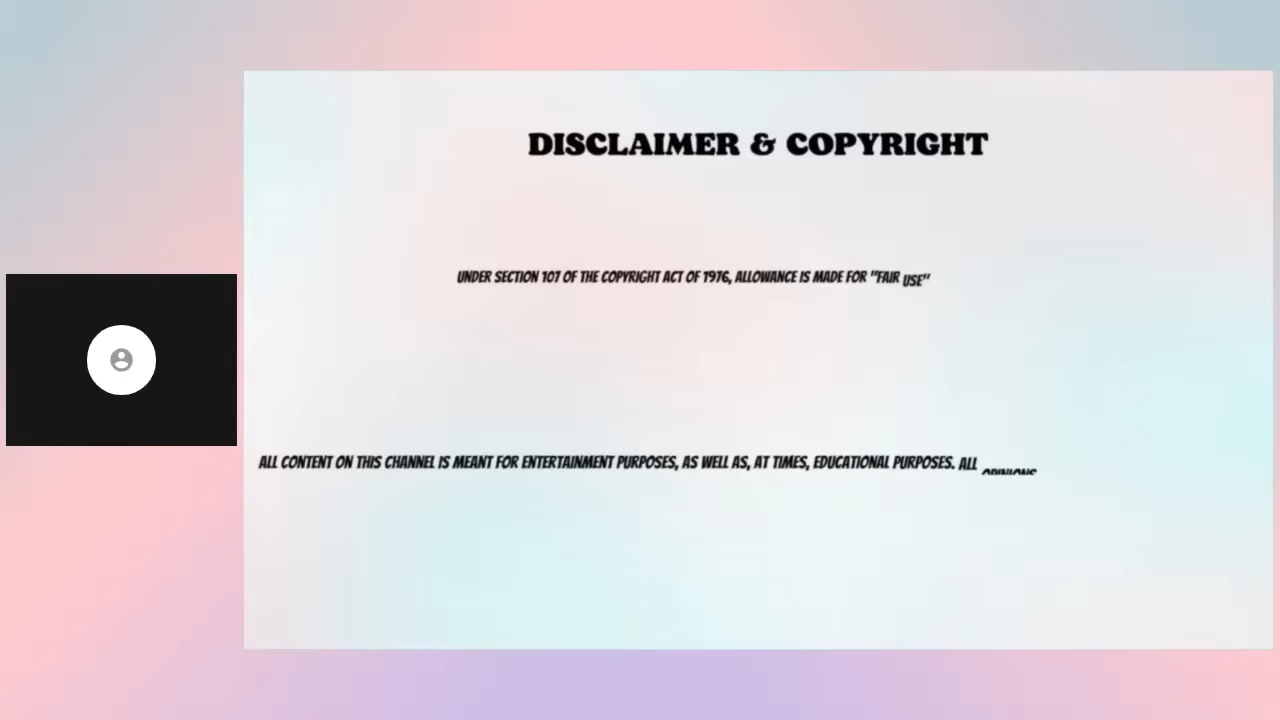 DISCLAIMER & COPYRIGHT
UNDER SECTION 107 OF THE COPYRIGHT ACT OF 1976, ALLOWANCE IS MADE FOR "FAIR USE"
ALL CONTENT ON THIS CHANNEL IS MEANT FOR ENTERTAINMENT PURPOSES, AS WELL AS, AT TIMES, EDUCATIONAL PURPOSES. ALL OPINIONS